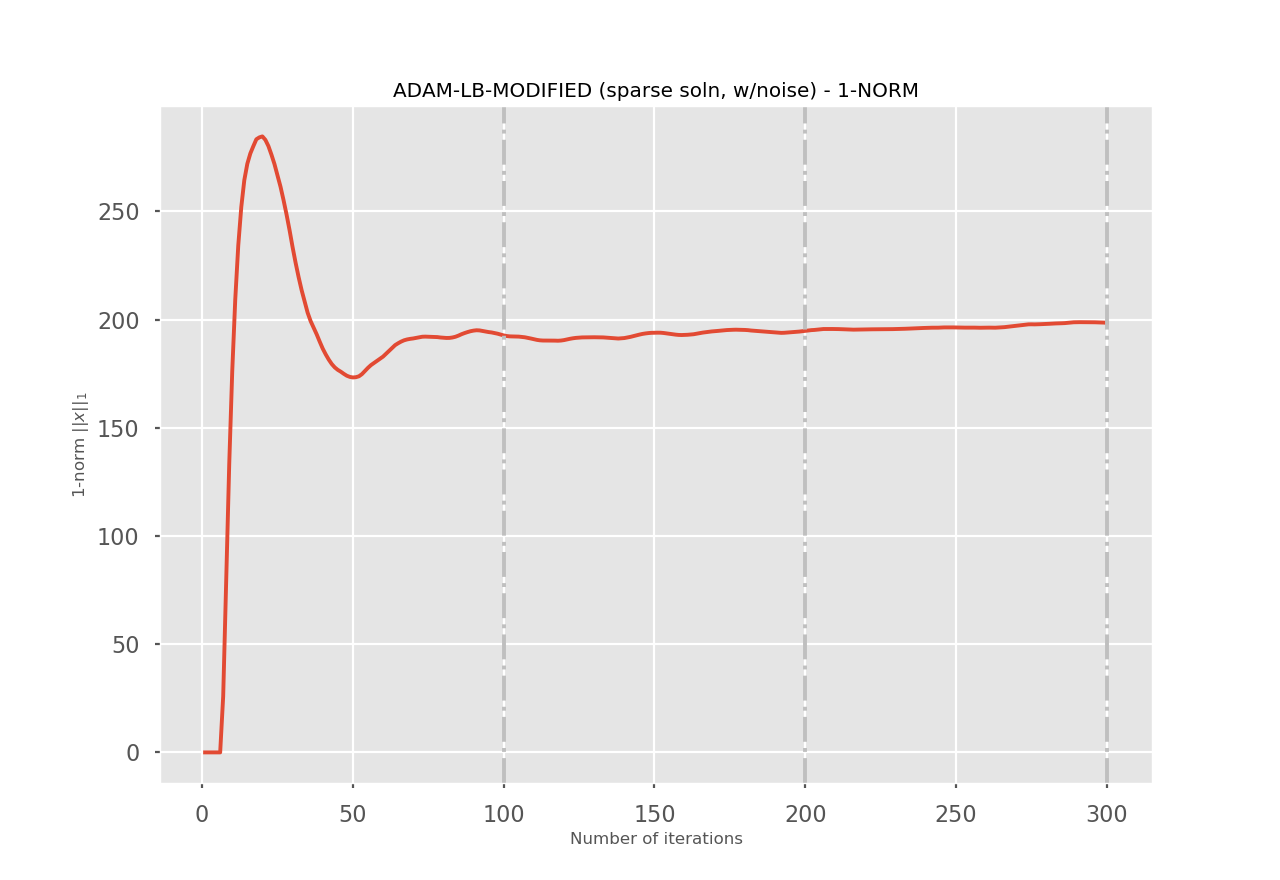 ADAM-LB-MODIFIED (sparse soln, w/noise) - 1-NORM
1-norm ||x||₁
250
200
150
100
50
0
0 50 100 150 200 250 300
Number of iterations